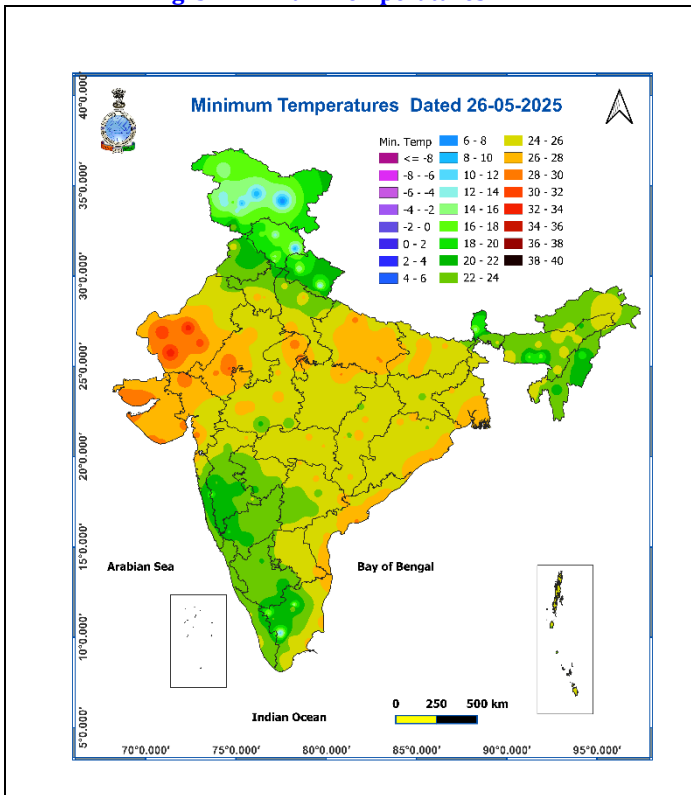 Minimum Temperatures Dated 26-05-2025
Min. Temp
<= -8
-8 - -6
-6 - -4
-4 - -2
-2 - 0
0 - 2
2 - 4
4 - 6
6 - 8
8 - 10
10 - 12
12 - 14
14 - 16
16 - 18
18 - 20
20 - 22
22 - 24
24 - 26
26 - 28
28 - 30
30 - 32
32 - 34
34 - 36
36 - 38
38 - 40
40°0.000'
35°0.000'
30°0.000'
25°0.000'
20°0.000'
15°0.000'
10°0.000'
5°0.000'
Arabian Sea
Bay of Bengal
Indian Ocean
0 250 500 km
70°0.000' 75°0.000' 80°0.000' 85°0.000' 90°0.000' 95°0.000'